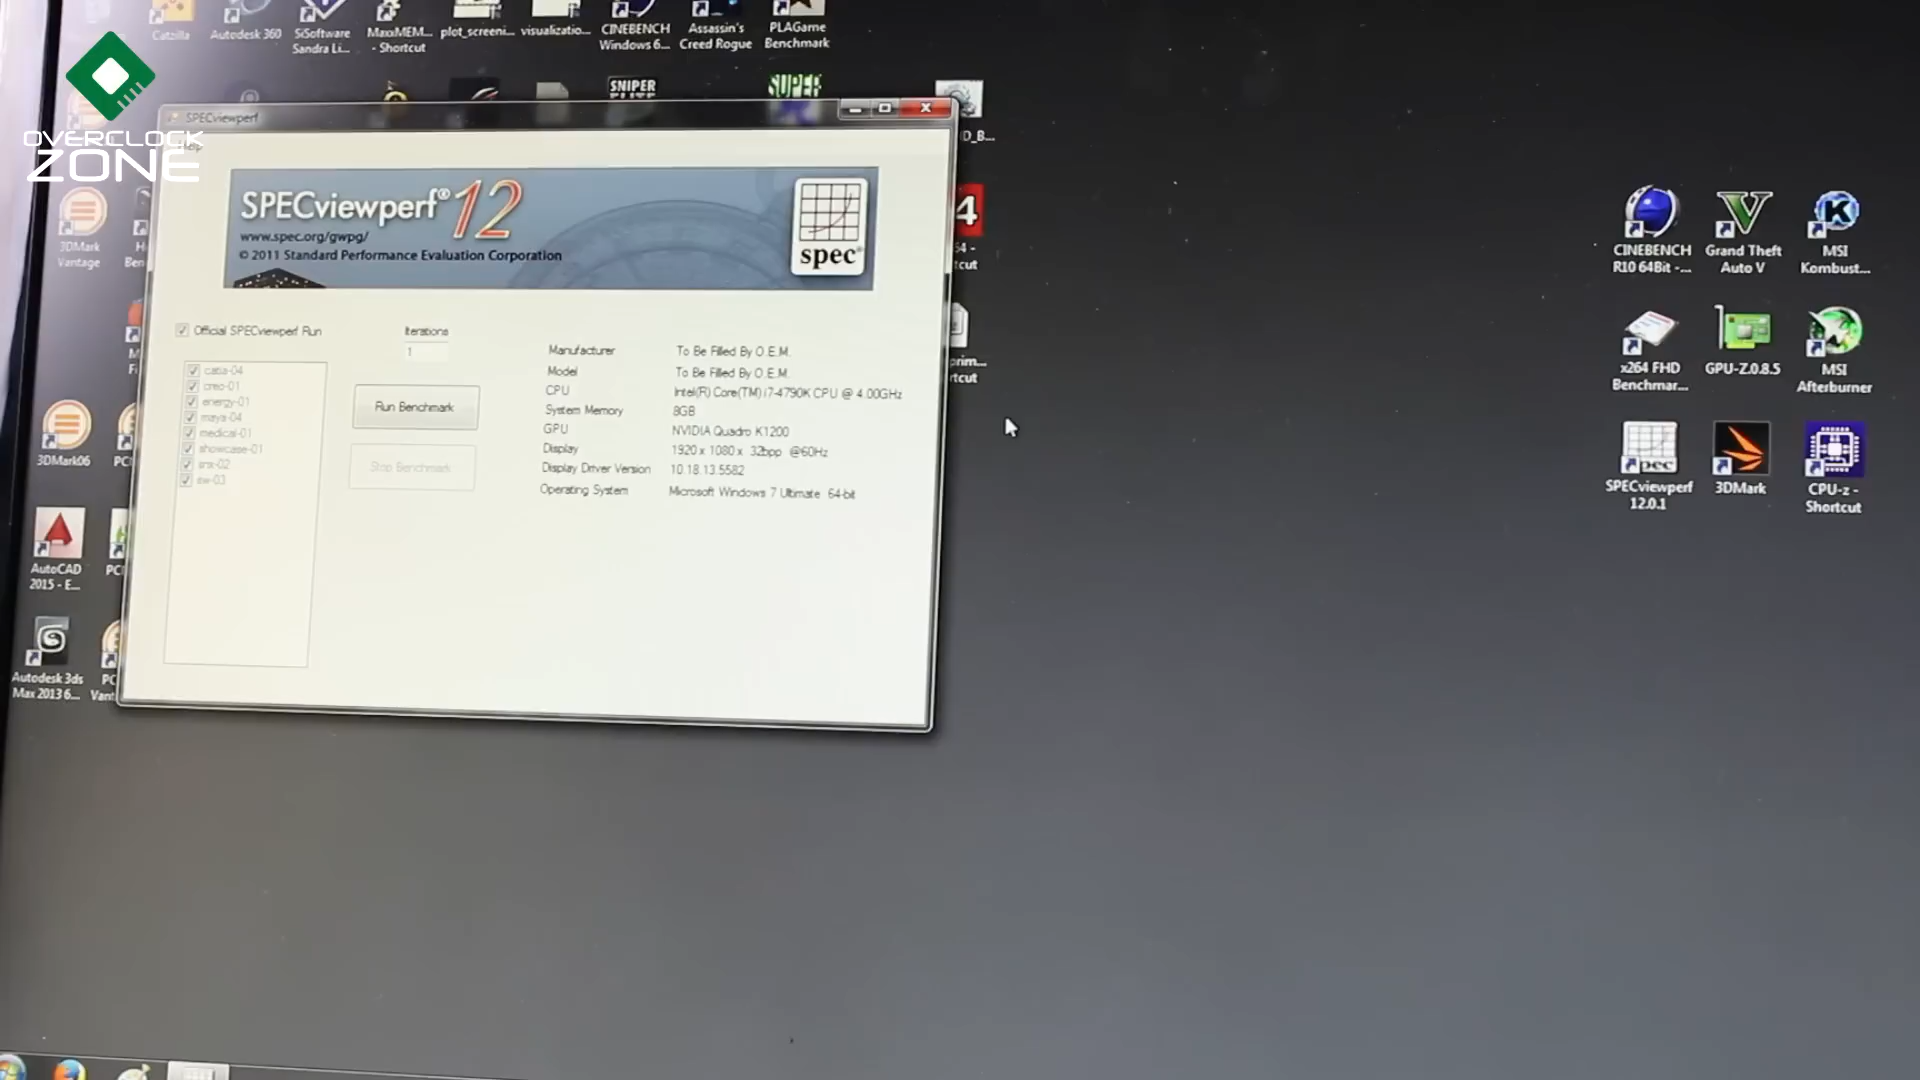 Catzilla
Autodesk 360
SiSoftware
Sandra Li...
MaxxMEM...
- Shortcut
plot_screeni...
visualizatio...
CINEBENCH
Windows 6...
Assassin's
Creed Rogue
PLAGame
Benchmark
OVERCLOCK
ZONE
SNIPER
ELITE
SUPER
SPECviewperf
Help
SPECviewperf® 12
www.spec.org/gwpg/
© 2011 Standard Performance Evaluation Corporation
spec
Official SPECviewperf Run
Iterations
1
catia-04
creo-01
energy-01
maya-04
medical-01
showcase-01
snx-02
sw-03
Run Benchmark
Stop Benchmark
Manufacturer To Be Filled By O.E.M.
Model To Be Filled By O.E.M.
CPU Intel(R) Core(TM) i7-4790K CPU @ 4.00GHz
System Memory 8GB
GPU NVIDIA Quadro K1200
Display 1920 x 1080 x 32bpp @60Hz
Display Driver Version 10.18.13.5582
Operating System Microsoft Windows 7 Ultimate 64-bit
3DMark
Vantage
3DMark06
AutoCAD
2015 - E...
Autodesk 3ds
Max 2013 6...
CINEBENCH
R10 64Bit -...
Grand Theft
Auto V
MSI
Kombust...
x264 FHD
Benchmar...
GPU-Z.0.8.5
MSI
Afterburner
SPECviewperf
12.0.1
3DMark
CPU-z -
Shortcut